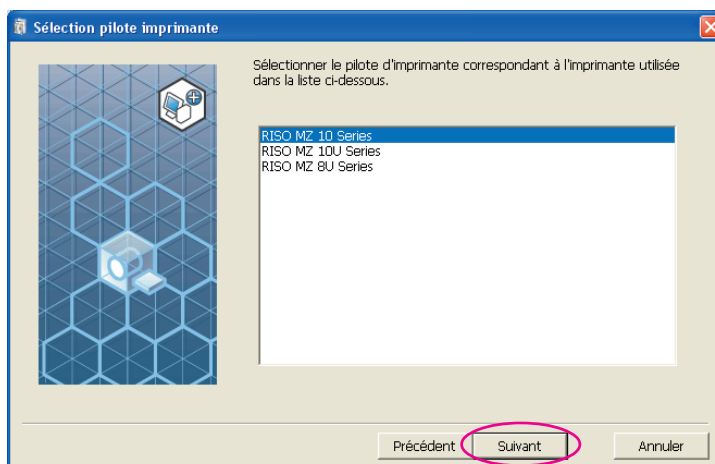 Sélection pilote imprimante
Sélectionner le pilote d'imprimante correspondant à l'imprimante utilisée
dans la liste ci-dessous.
RISO MZ 10 Series
RISO MZ 10U Series
RISO MZ 8U Series
Précédent Suivant Annuler